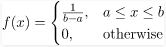 f(x) = { 1/(b−a), a ≤ x ≤ b
0, otherwise